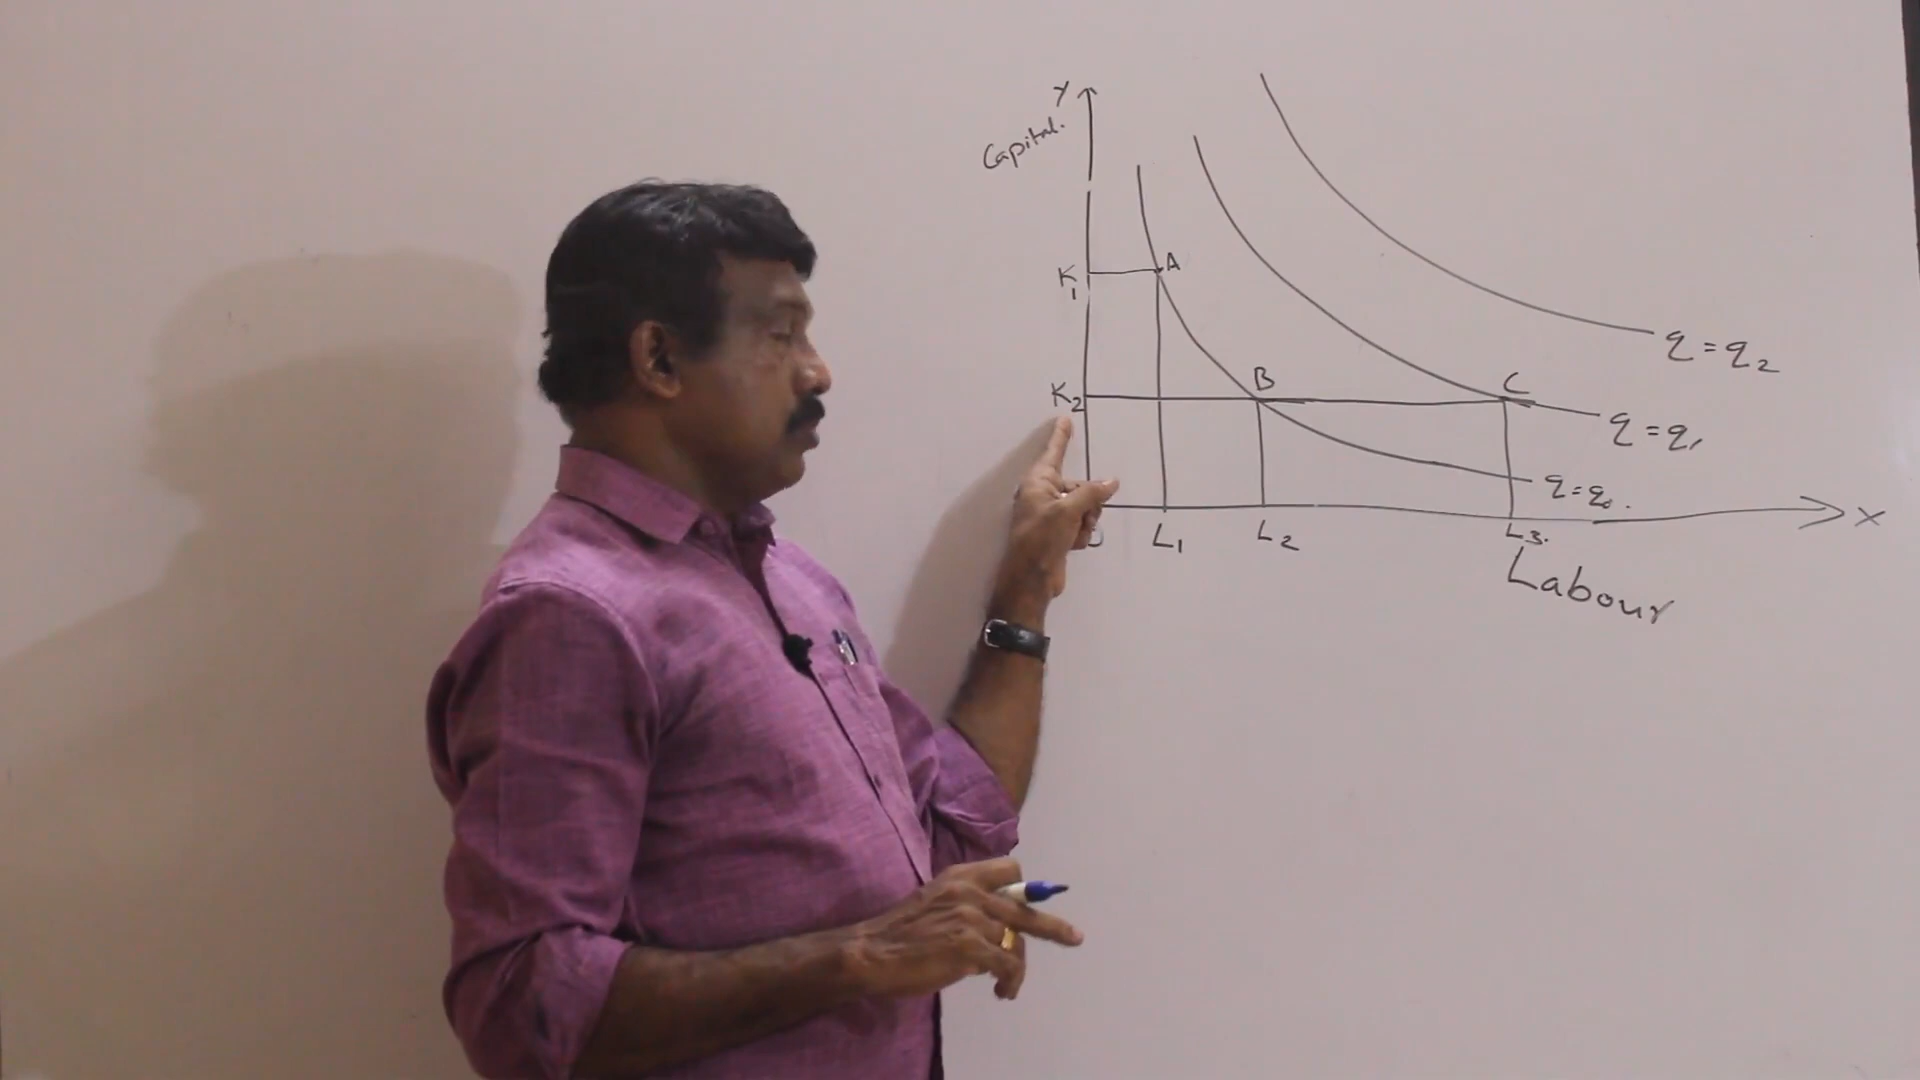 Y
Capital.
A
K1
q = q2
B
C
K2
q = q1
q = q0.
X
L1
L2
L3.
Labour